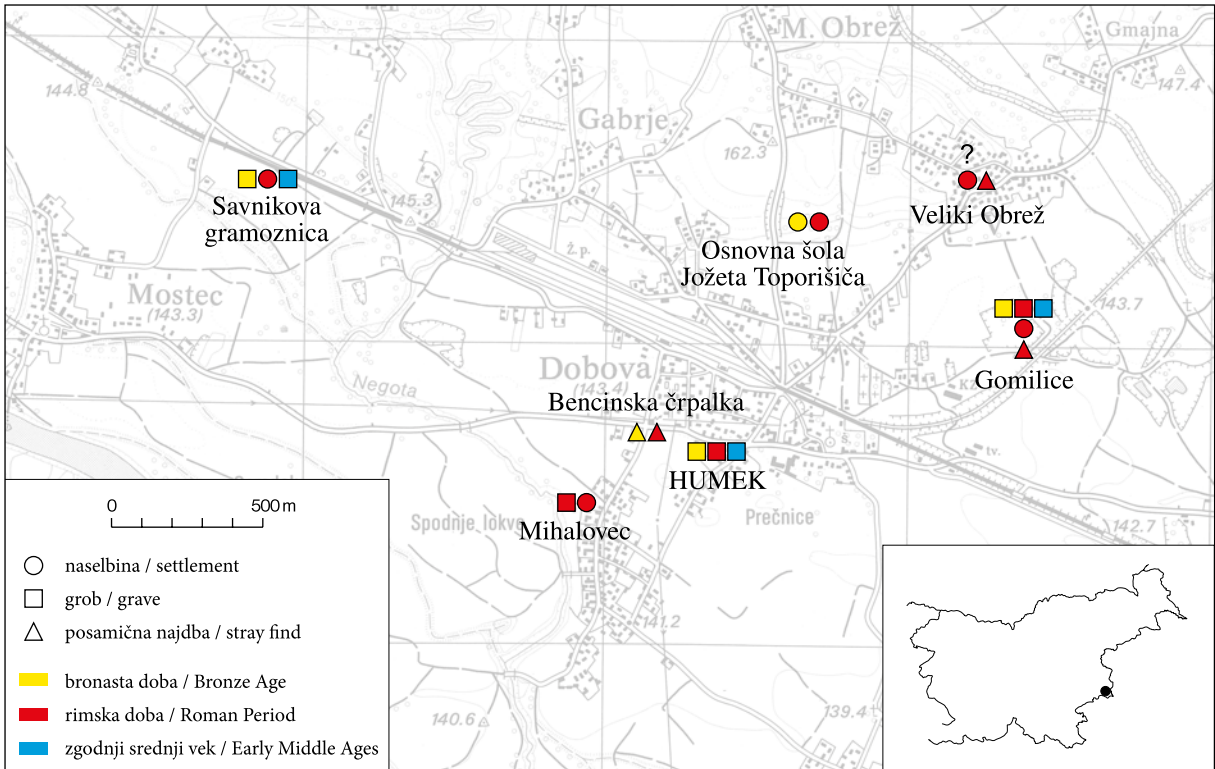 M. Obrež
Gmajna
144.8
147.4
Gabrje
162.3
?
Savnikova
gramoznica
145.3
Veliki Obrež
Osnovna šola
Jožeta Toporišiča
ž. p.
Mostec
(143.3)
143.7
Gomilice
Dobova
(143.4)
Negota
Bencinska črpalka
HUMEK
tv.
Spodnje Tokve
Prečnice
Mihalovec
142.7
141.2
140.6
139.4
0 500 m
naselbina / settlement
grob / grave
posamična najdba / stray find
bronasta doba / Bronze Age
rimska doba / Roman Period
zgodnji srednji vek / Early Middle Ages